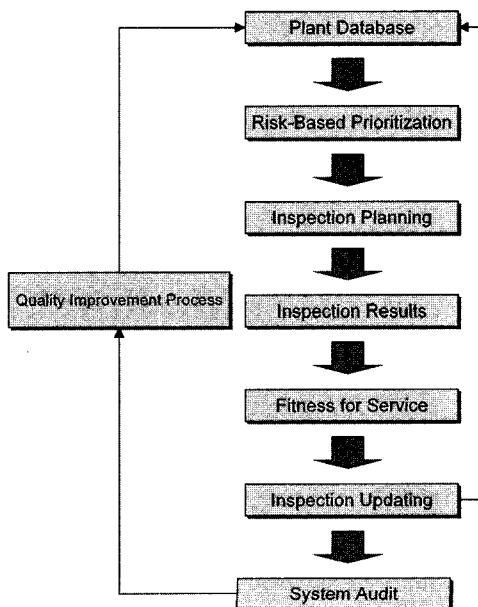 Plant Database
Risk-Based Prioritization
Inspection Planning
Quality Improvement Process
Inspection Results
Fitness for Service
Inspection Updating
System Audit